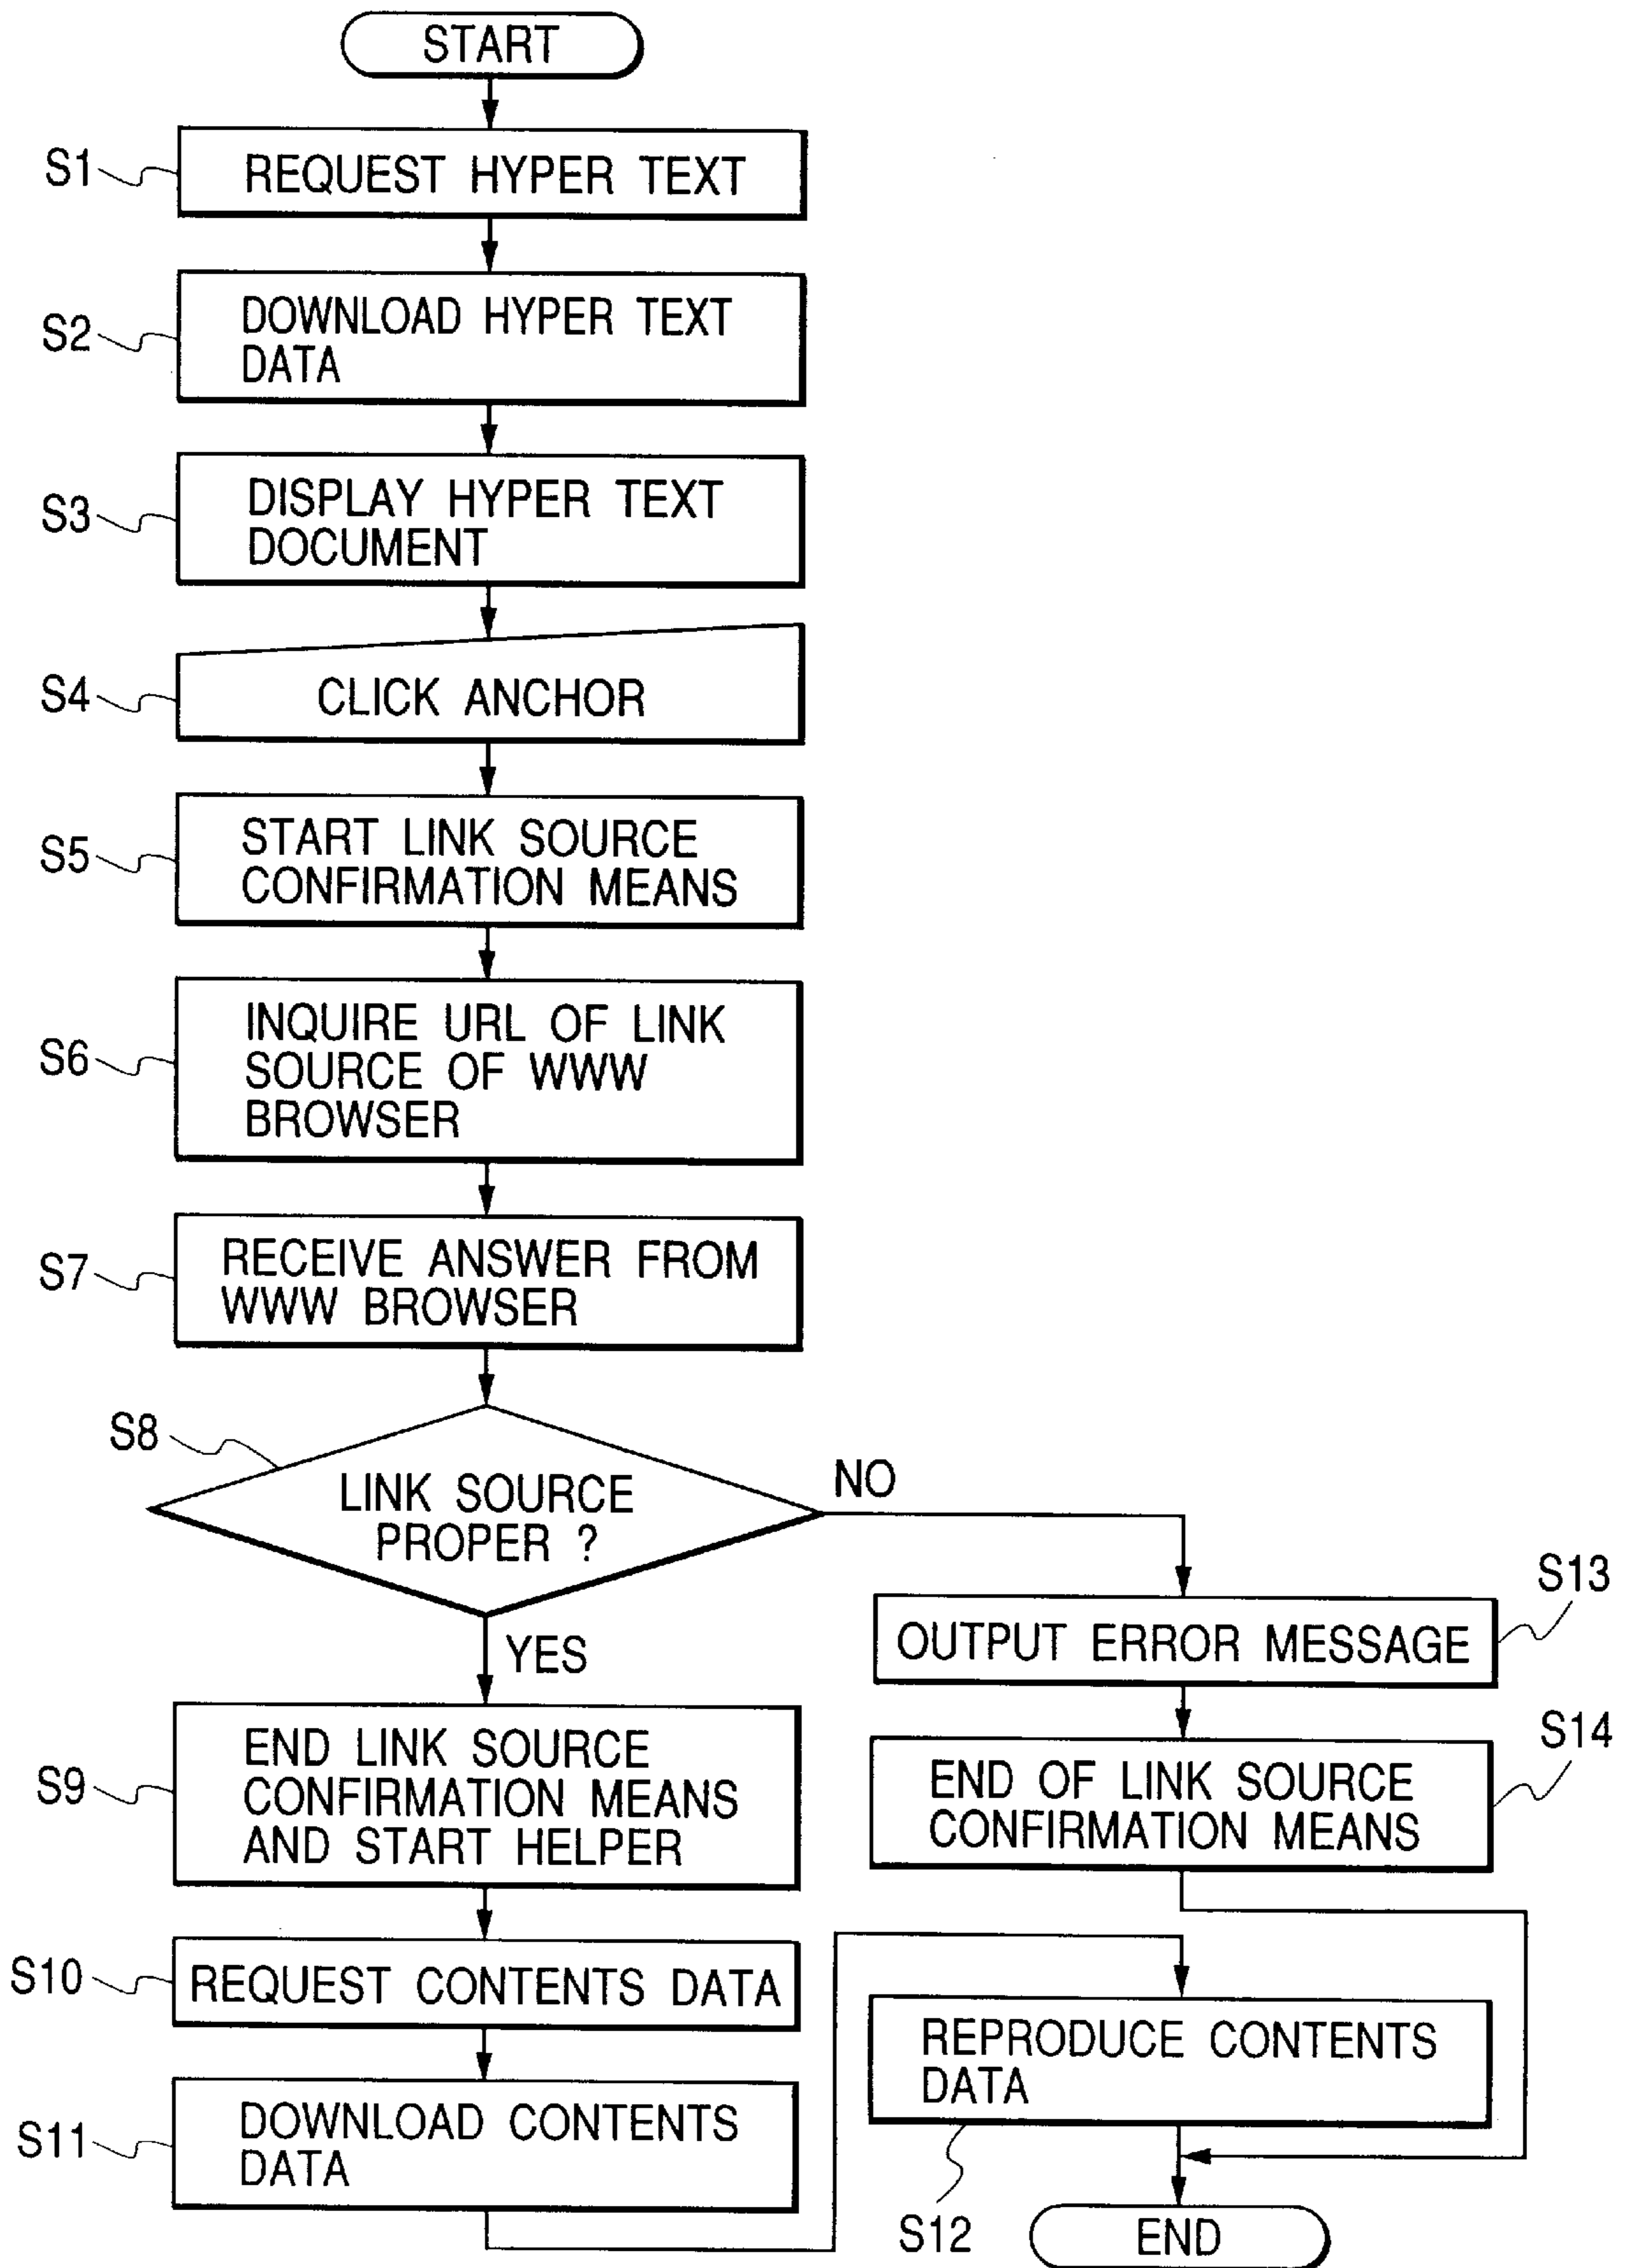 START
S1
REQUEST HYPER TEXT
S2
DOWNLOAD HYPER TEXT
DATA
S3
DISPLAY HYPER TEXT
DOCUMENT
S4
CLICK ANCHOR
S5
START LINK SOURCE
CONFIRMATION MEANS
S6
INQUIRE URL OF LINK
SOURCE OF WWW
BROWSER
S7
RECEIVE ANSWER FROM
WWW BROWSER
S8
LINK SOURCE
PROPER ?
NO
YES
S13
OUTPUT ERROR MESSAGE
S14
END OF LINK SOURCE
CONFIRMATION MEANS
S9
END LINK SOURCE
CONFIRMATION MEANS
AND START HELPER
S10
REQUEST CONTENTS DATA
S11
DOWNLOAD CONTENTS
DATA
REPRODUCE CONTENTS
DATA
S12
END